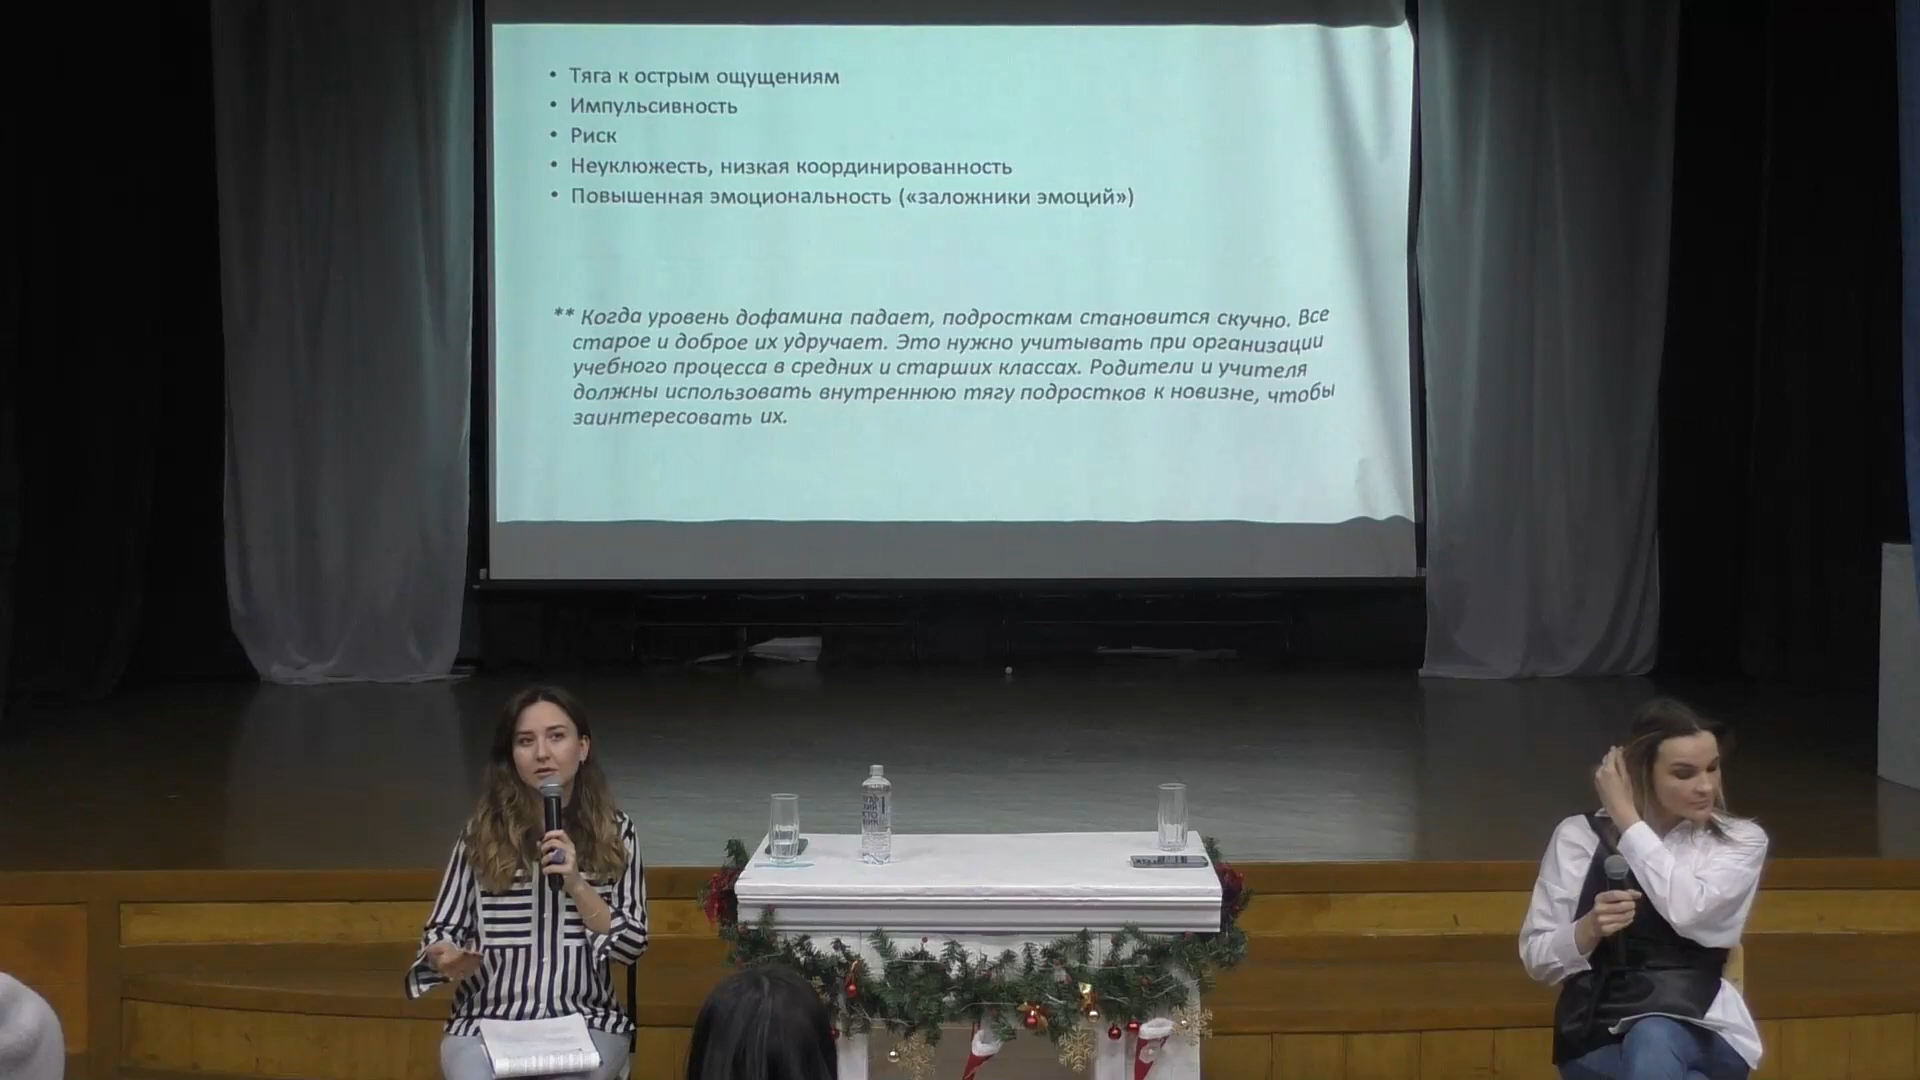 • Тяга к острым ощущениям
• Импульсивность
• Риск
• Неуклюжесть, низкая координированность
• Повышенная эмоциональность («заложники эмоций»)
** Когда уровень дофамина падает, подросткам становится скучно. Все
старое и доброе их удручает. Это нужно учитывать при организации
учебного процесса в средних и старших классах. Родители и учителя
должны использовать внутреннюю тягу подростков к новизне, чтобы
заинтересовать их.